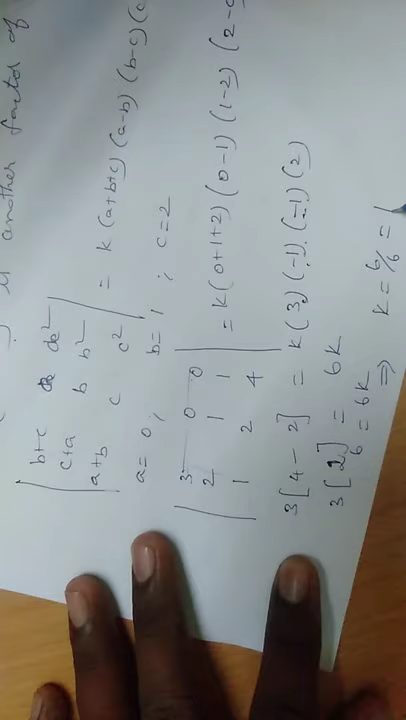 is another factor of
| b+c a a² |
| c+a b b² | = k (a+b+c) (a-b) (b-c) (c
| a+b c c² |
a=0, b=1 ; c=2
| 3 0 0 |
| 2 1 1 | = k(0+1+2) (0-1) (1-2) (2-0
| 1 2 4 |
3[4-2] = k(3)(-1).(-1)(2)
3[2] = 6k
6 = 6k ⇒ k = 6/6 = 1